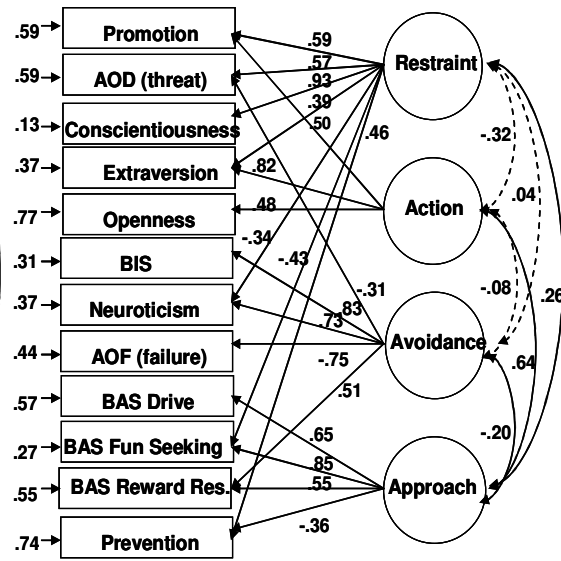 .59 Promotion
.59 AOD (threat)
.13 Conscientiousness
.37 Extraversion
.77 Openness
.31 BIS
.37 Neuroticism
.44 AOF (failure)
.57 BAS Drive
.27 BAS Fun Seeking
.55 BAS Reward Res.
.74 Prevention
.59
.57
.93
.39
.50
.46
.82
.48
-.34
-.43
-.31
.83
.73
-.75
.51
.65
.85
.55
-.36
Restraint
Action
Avoidance
Approach
-.32
.04
-.08
.26
.64
-.20